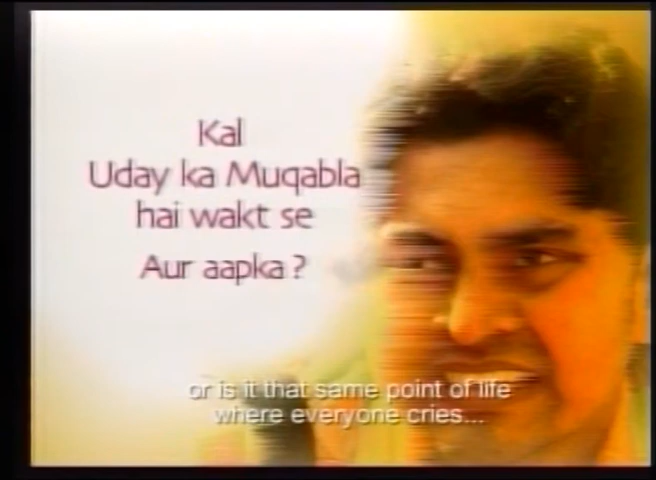 Kal
Uday ka Muqabla
hai wakt se
Aur aapka?
or is it that same point of life
where everyone cries...